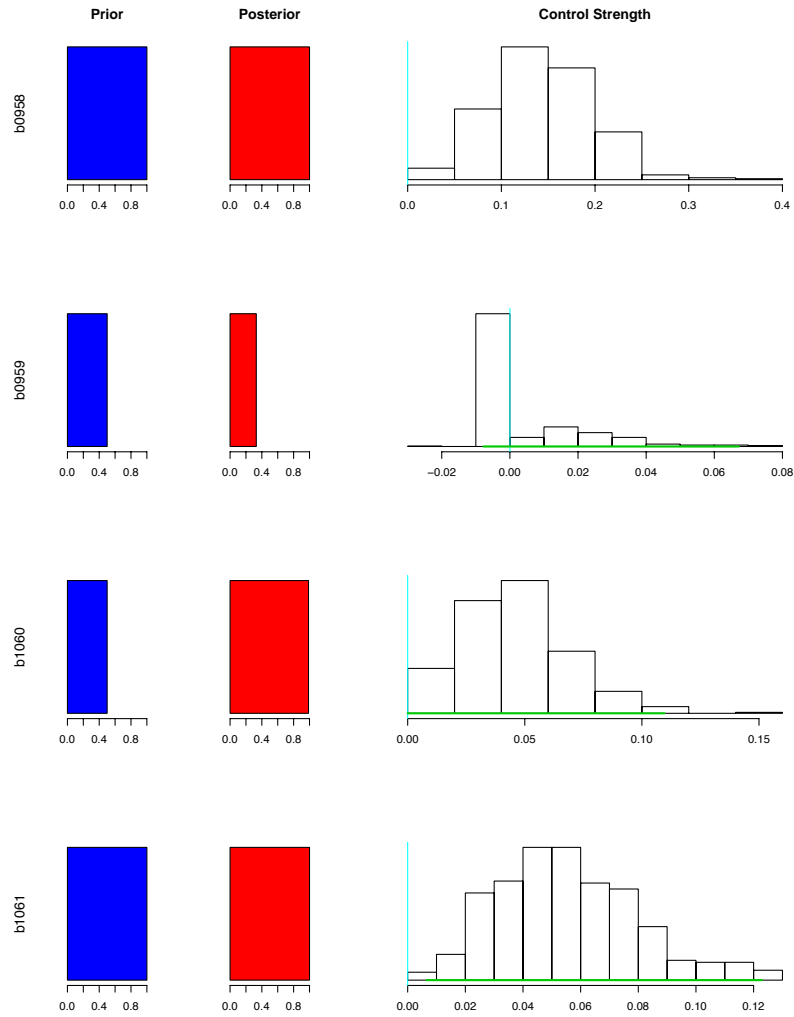 Prior Posterior Control Strength
b0958
0.0 0.4 0.8 0.0 0.4 0.8 0.0 0.1 0.2 0.3 0.4
b0959
0.0 0.4 0.8 0.0 0.4 0.8 −0.02 0.00 0.02 0.04 0.06 0.08
b1060
0.0 0.4 0.8 0.0 0.4 0.8 0.00 0.05 0.10 0.15
b1061
0.0 0.4 0.8 0.0 0.4 0.8 0.00 0.02 0.04 0.06 0.08 0.10 0.12